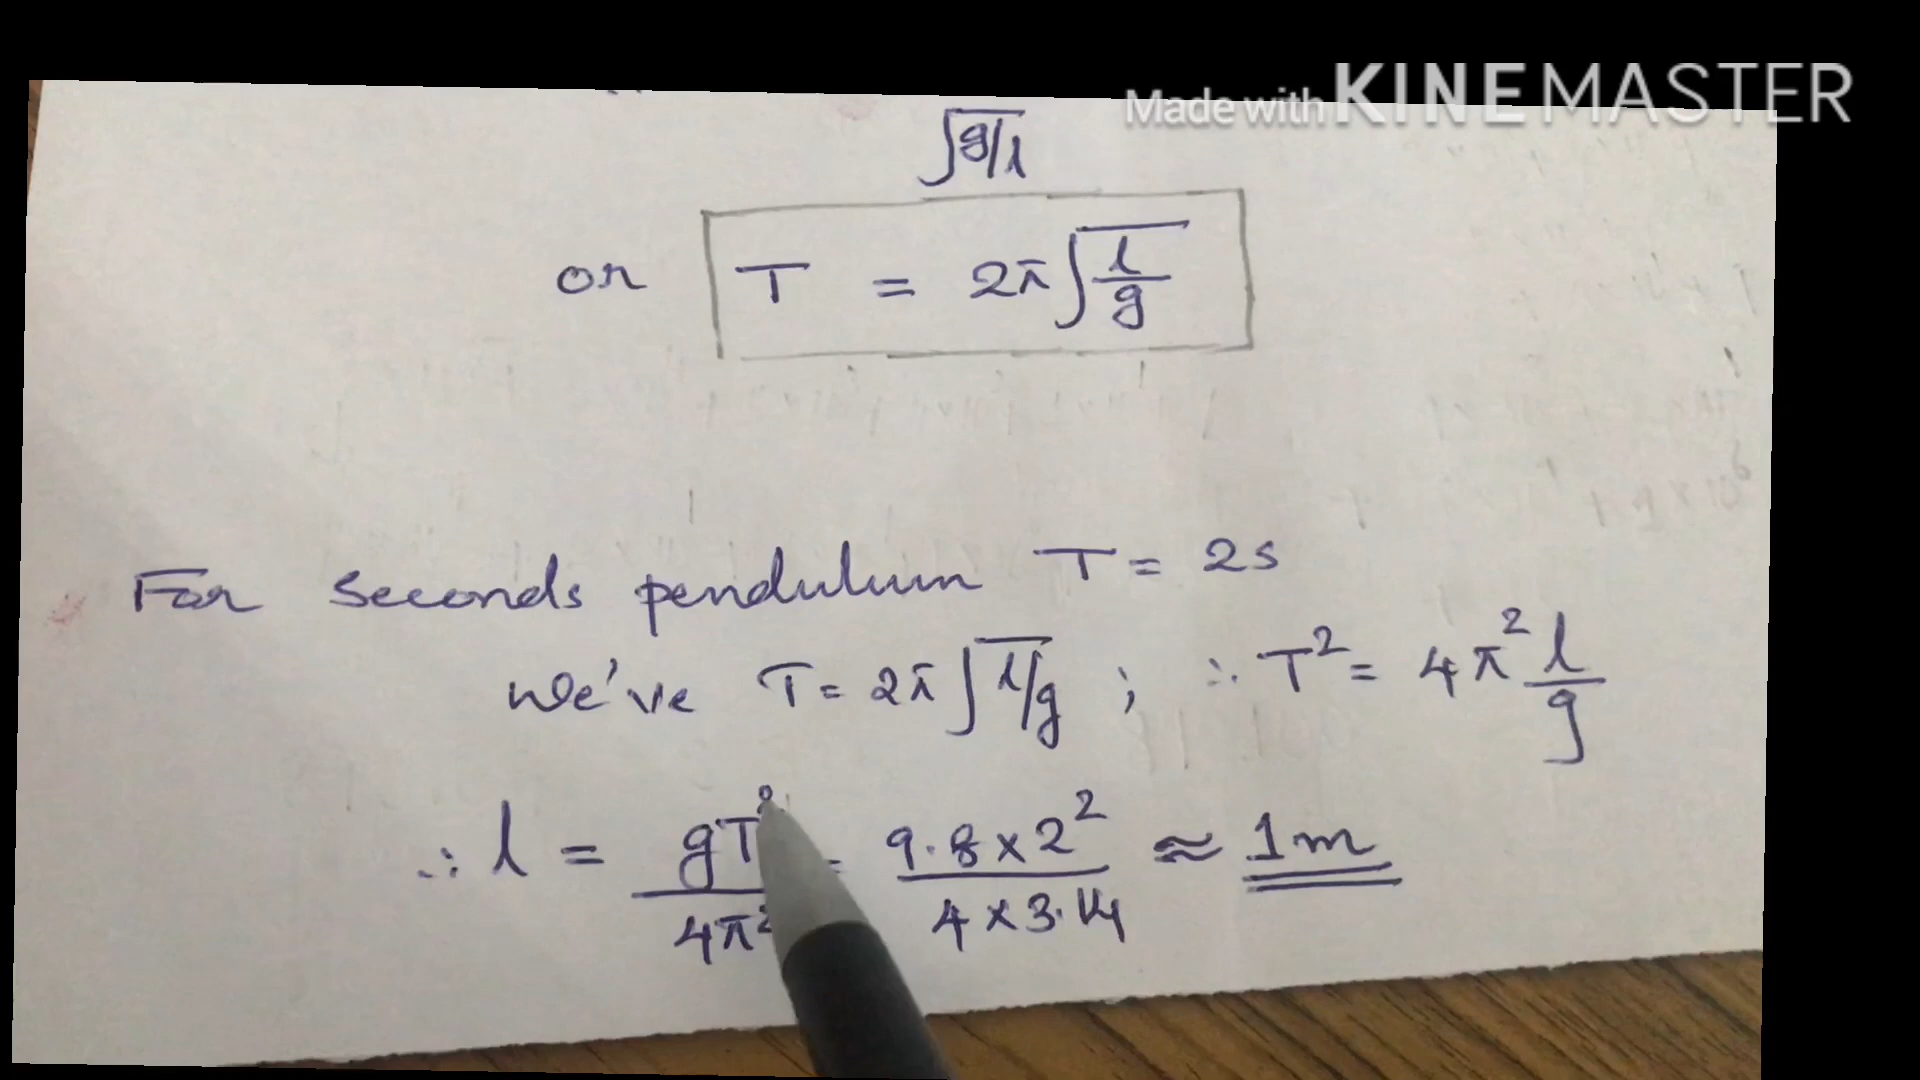 Made with KINEMASTER
√g/l
or T = 2π√l/g
For Seconds pendulum T = 2s
We've T = 2π√l/g ; ∴ T² = 4π² l/g
∴ l = gT²/4π² = 9.8 × 2²/4 × 3.14 ≈ 1m